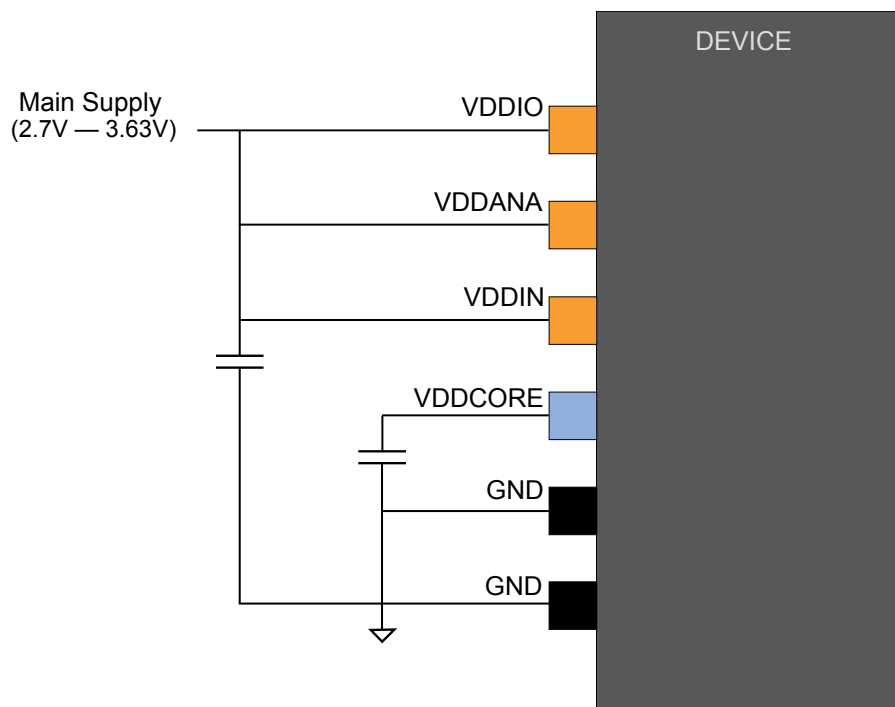 DEVICE
VDDIO
Main Supply
(2.7V — 3.63V)
VDDANA
VDDIN
VDDCORE
GND
GND